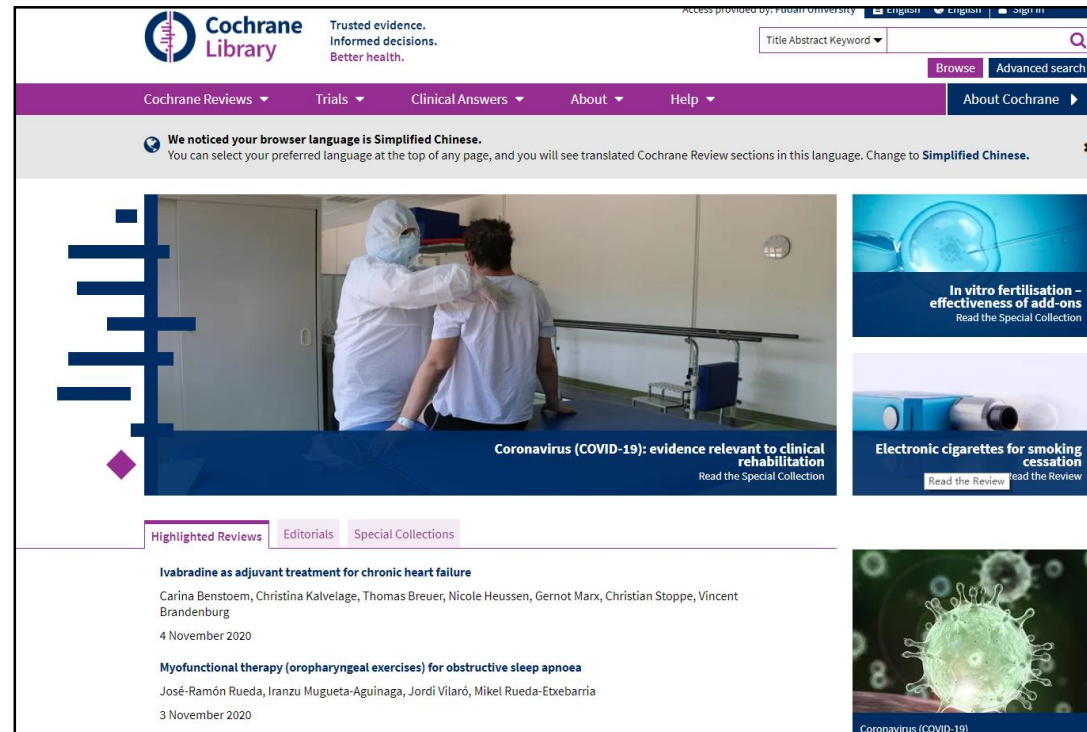 Access provided by: Fudan University English English Sign In
Cochrane
Library
Trusted evidence.
Informed decisions.
Better health.
Title Abstract Keyword
Browse Advanced search
Cochrane Reviews Trials Clinical Answers About Help About Cochrane
We noticed your browser language is Simplified Chinese.
You can select your preferred language at the top of any page, and you will see translated Cochrane Review sections in this language. Change to Simplified Chinese.
Coronavirus (COVID-19): evidence relevant to clinical
rehabilitation
Read the Special Collection
In vitro fertilisation –
effectiveness of add-ons
Read the Special Collection
Electronic cigarettes for smoking
cessation
Read the Review
Read the Review
Highlighted Reviews Editorials Special Collections
Ivabradine as adjuvant treatment for chronic heart failure
Carina Benstoem, Christina Kalvelage, Thomas Breuer, Nicole Heussen, Gernot Marx, Christian Stoppe, Vincent
Brandenburg
4 November 2020
Myofunctional therapy (oropharyngeal exercises) for obstructive sleep apnoea
José-Ramón Rueda, Iranzu Mugueta-Aguinaga, Jordi Vilaró, Mikel Rueda-Etxebarria
3 November 2020
Coronavirus (COVID-19)